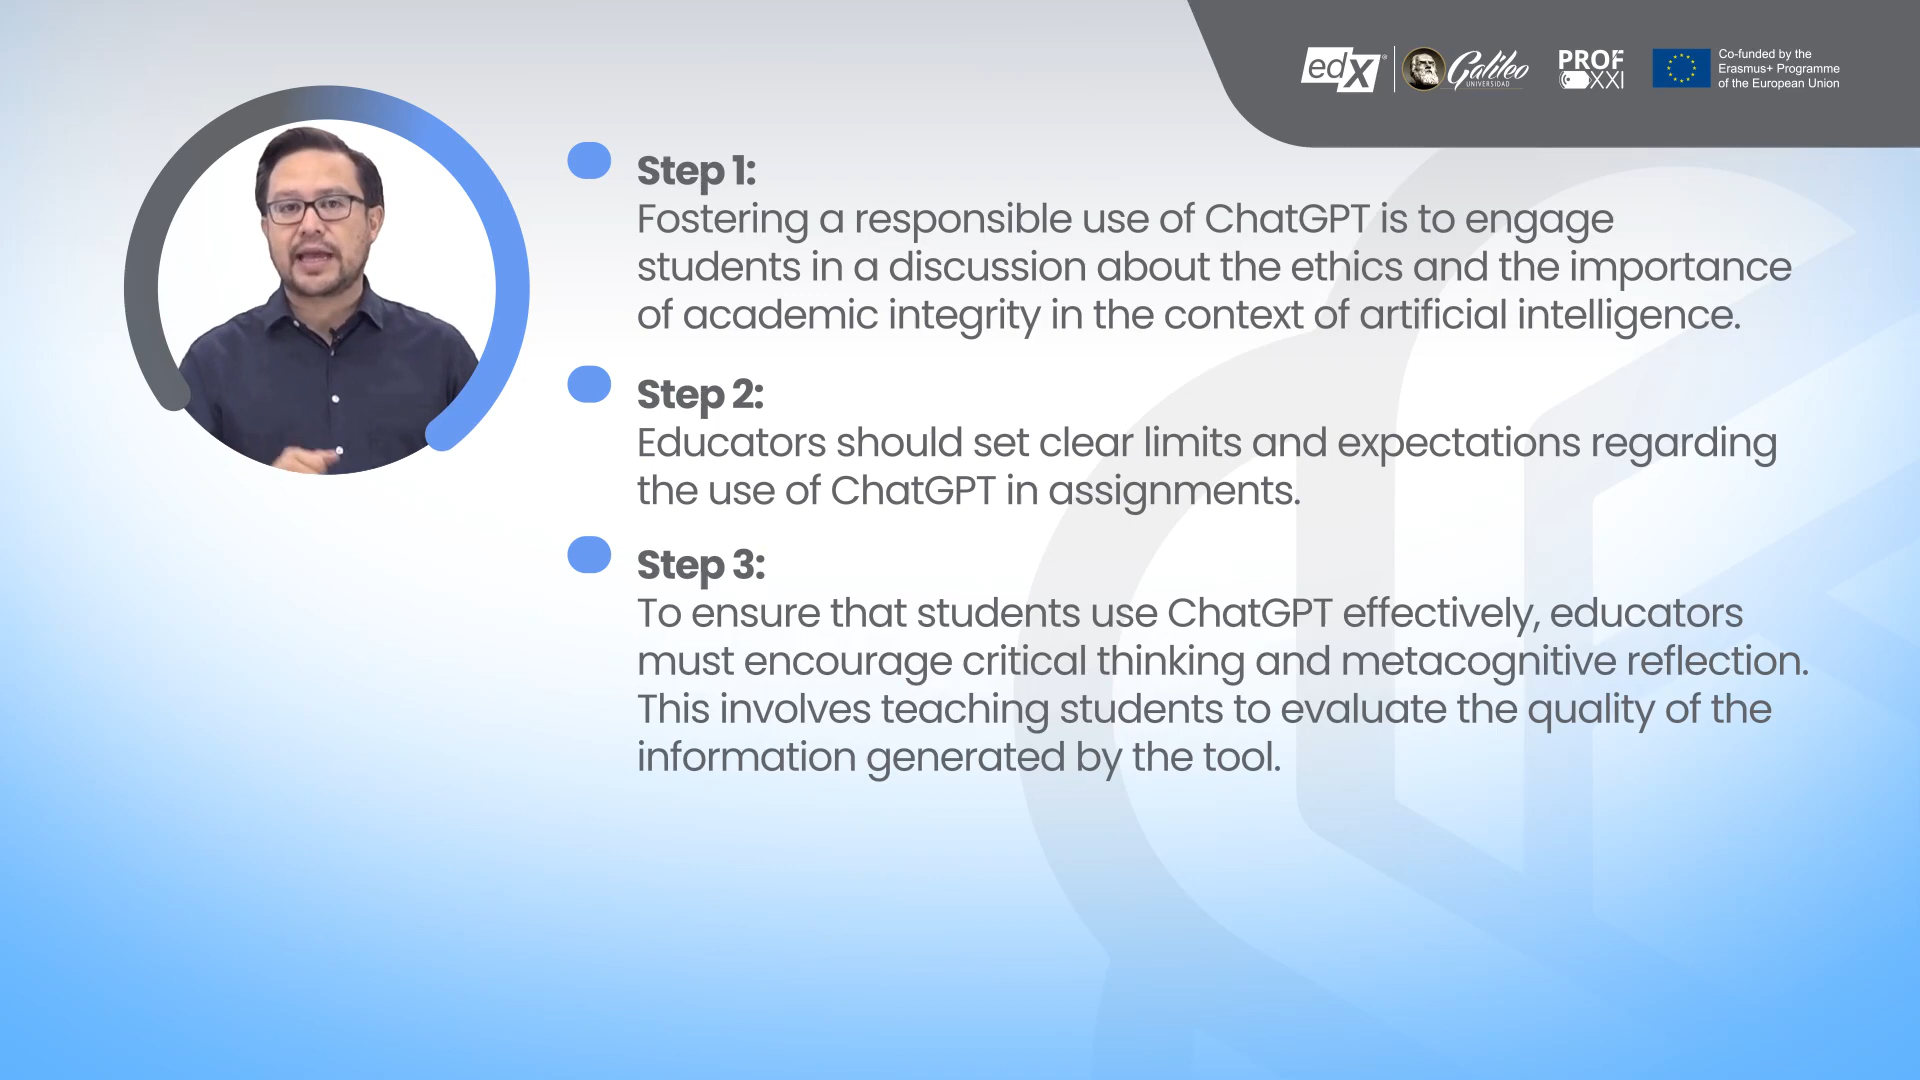 edX
Galileo
UNIVERSIDAD
PROF
XXI
Co-funded by the
Erasmus+ Programme
of the European Union
Step 1:
Fostering a responsible use of ChatGPT is to engage
students in a discussion about the ethics and the importance
of academic integrity in the context of artificial intelligence.
Step 2:
Educators should set clear limits and expectations regarding
the use of ChatGPT in assignments.
Step 3:
To ensure that students use ChatGPT effectively, educators
must encourage critical thinking and metacognitive reflection.
This involves teaching students to evaluate the quality of the
information generated by the tool.